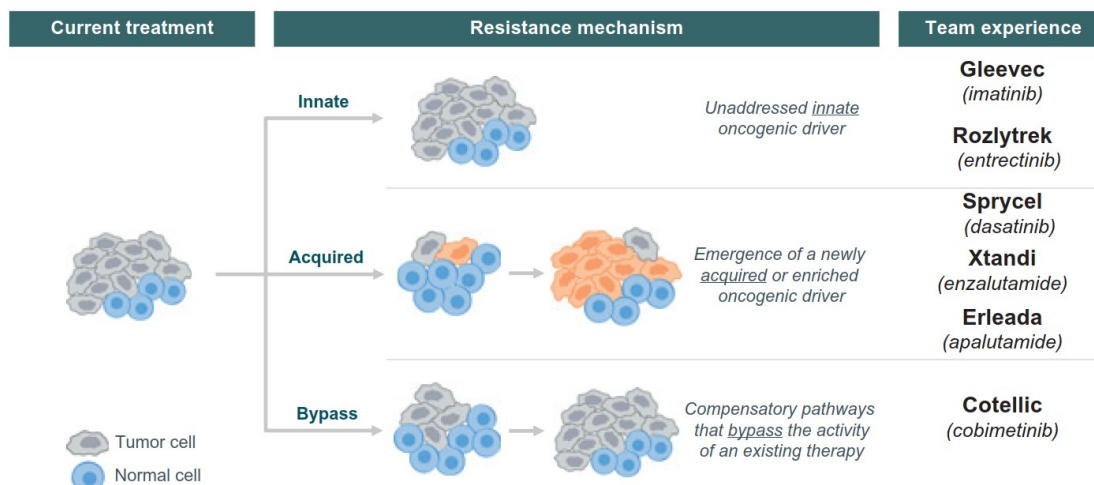 Current treatment
Resistance mechanism
Team experience
Innate
Unaddressed innate
oncogenic driver
Gleevec
(imatinib)
Rozlytrek
(entrectinib)
Acquired
Emergence of a newly
acquired or enriched
oncogenic driver
Sprycel
(dasatinib)
Xtandi
(enzalutamide)
Erleada
(apalutamide)
Bypass
Compensatory pathways
that bypass the activity
of an existing therapy
Cotellic
(cobimetinib)
Tumor cell
Normal cell